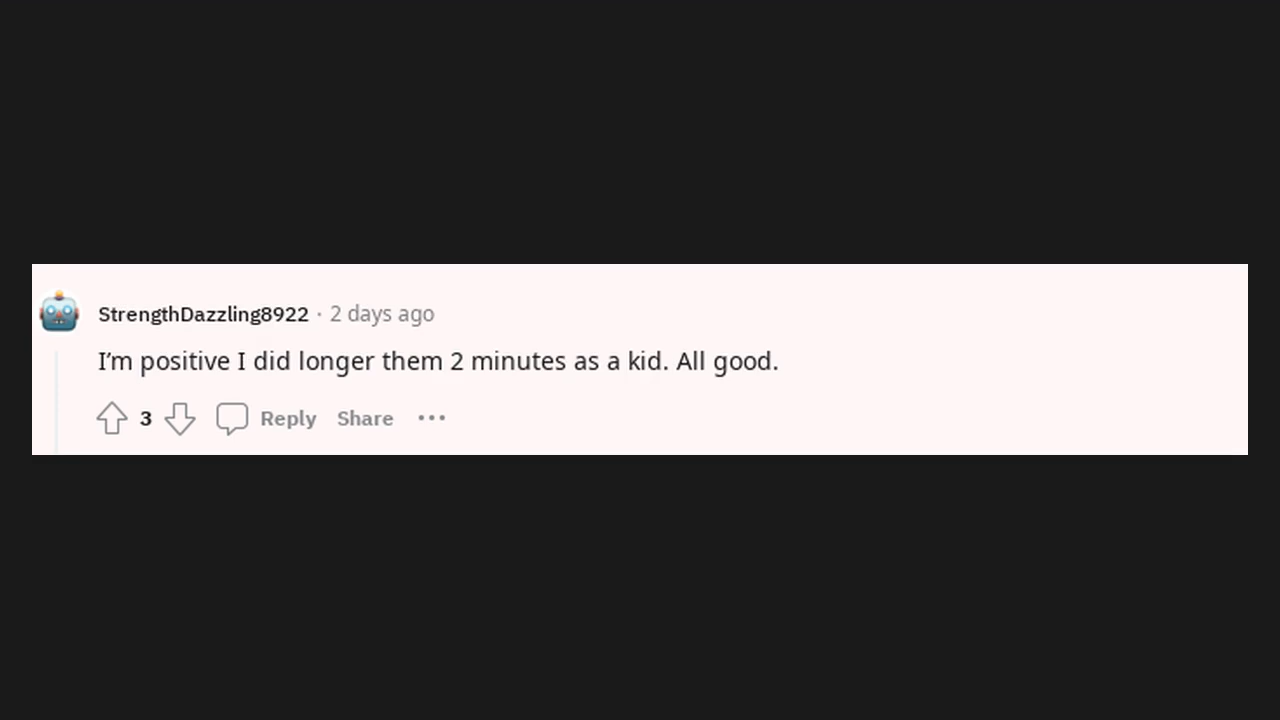 StrengthDazzling8922 · 2 days ago
I’m positive I did longer them 2 minutes as a kid. All good.
3 Reply Share ···